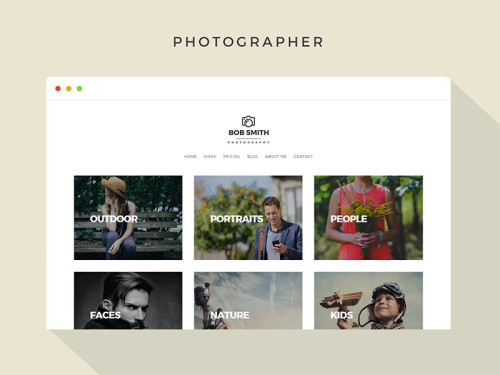 PHOTOGRAPHER
BOB SMITH
PHOTOGRAPHY
HOME WORK PRICING BLOG ABOUT ME CONTACT
OUTDOOR PORTRAITS PEOPLE
FACES NATURE KIDS